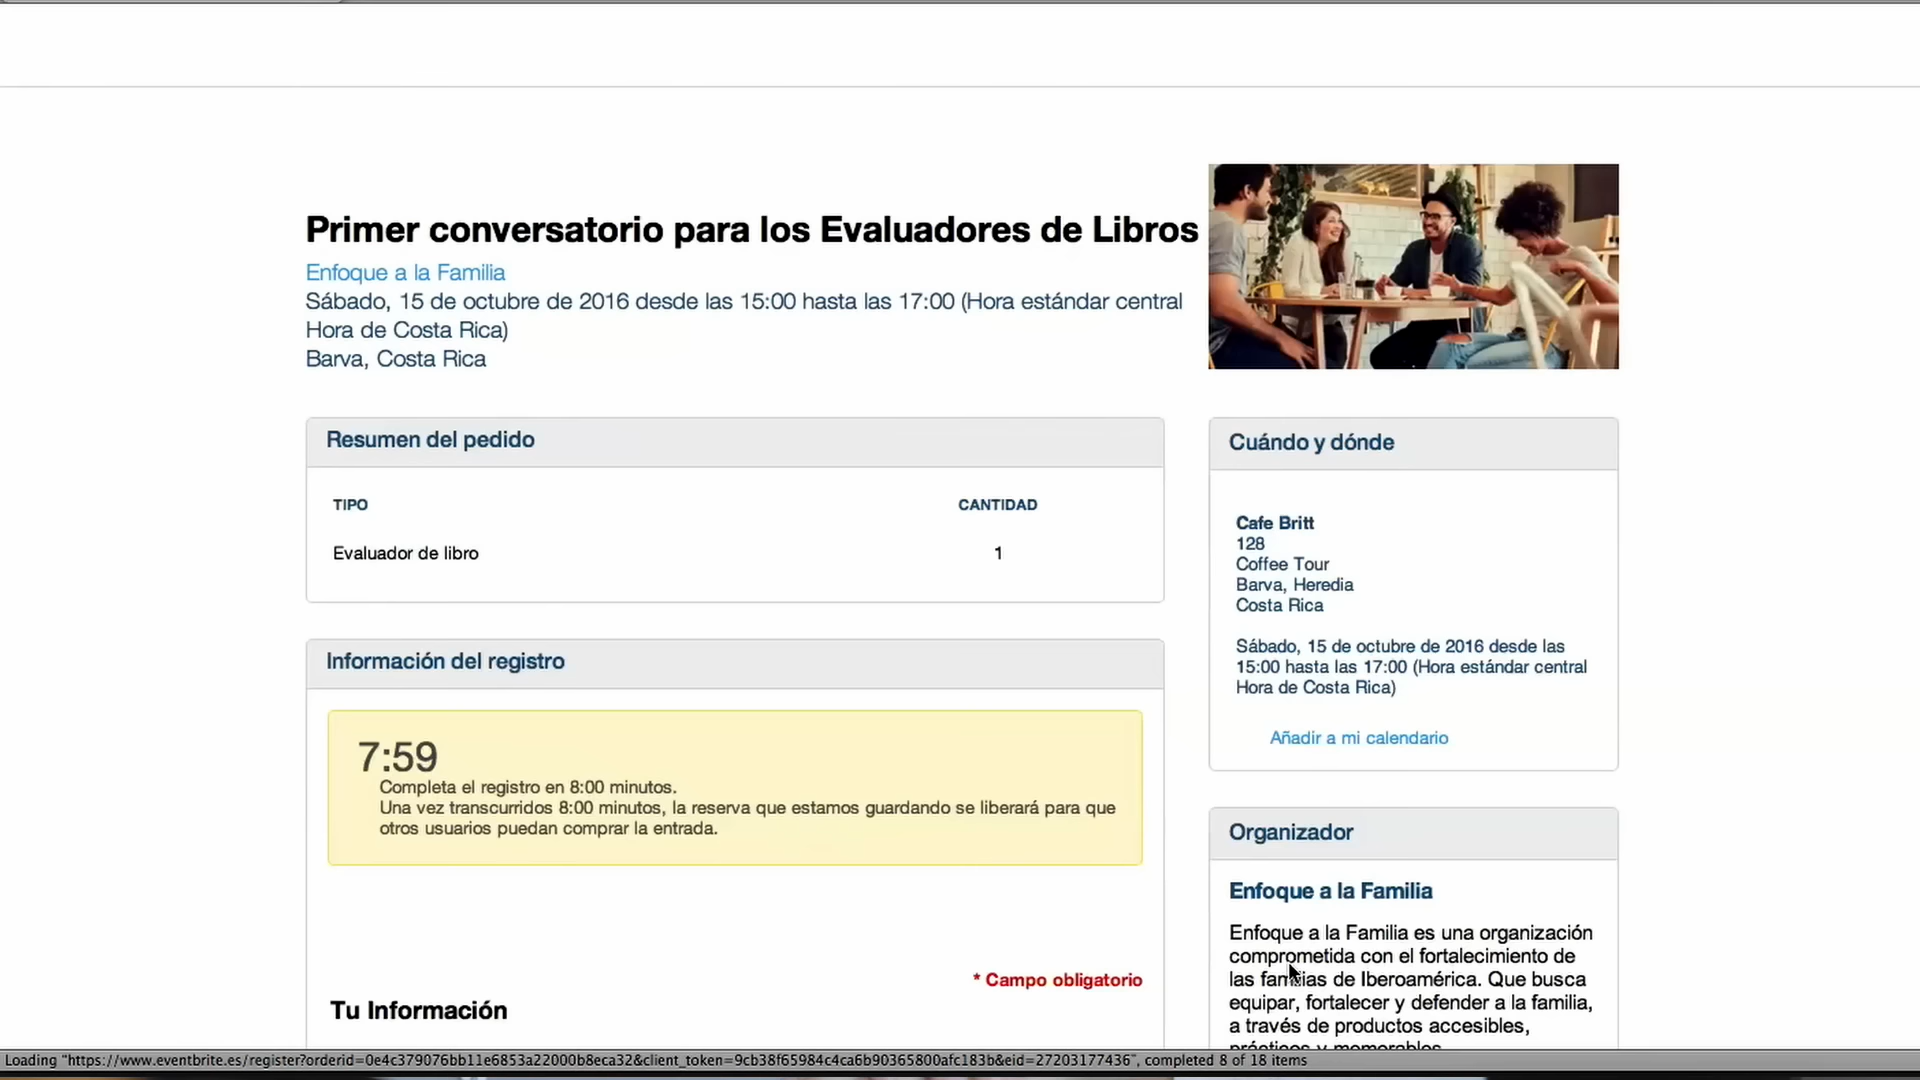 Primer conversatorio para los Evaluadores de Libros
Enfoque a la Familia
Sábado, 15 de octubre de 2016 desde las 15:00 hasta las 17:00 (Hora estándar central
Hora de Costa Rica)
Barva, Costa Rica
Resumen del pedido
TIPO
CANTIDAD
Evaluador de libro
1
Información del registro
7:59
Completa el registro en 8:00 minutos.
Una vez transcurridos 8:00 minutos, la reserva que estamos guardando se liberará para que
otros usuarios puedan comprar la entrada.
* Campo obligatorio
Tu Información
Cuándo y dónde
Cafe Britt
128
Coffee Tour
Barva, Heredia
Costa Rica
Sábado, 15 de octubre de 2016 desde las
15:00 hasta las 17:00 (Hora estándar central
Hora de Costa Rica)
Añadir a mi calendario
Organizador
Enfoque a la Familia
Enfoque a la Familia es una organización
comprometida con el fortalecimiento de
las familias de Iberoamérica. Que busca
equipar, fortalecer y defender a la familia,
a través de productos accesibles,
prácticos y memorables
Loading "https://www.eventbrite.es/register?orderid=0e4c379076bb11e6853a22000b8eca32&client_token=9cb38f65984c4ca6b90365800afc183b&eid=27203177436", completed 8 of 18 items